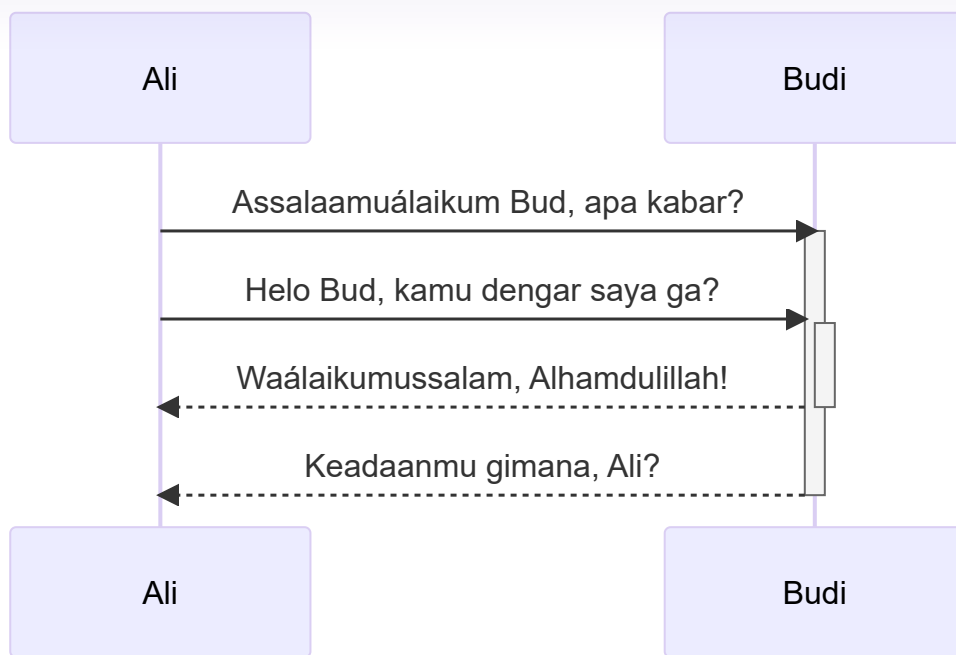 Ali
Budi
Assalaamuálaikum Bud, apa kabar?
Helo Bud, kamu dengar saya ga?
Waálaikumussalam, Alhamdulillah!
Keadaanmu gimana, Ali?
Ali
Budi